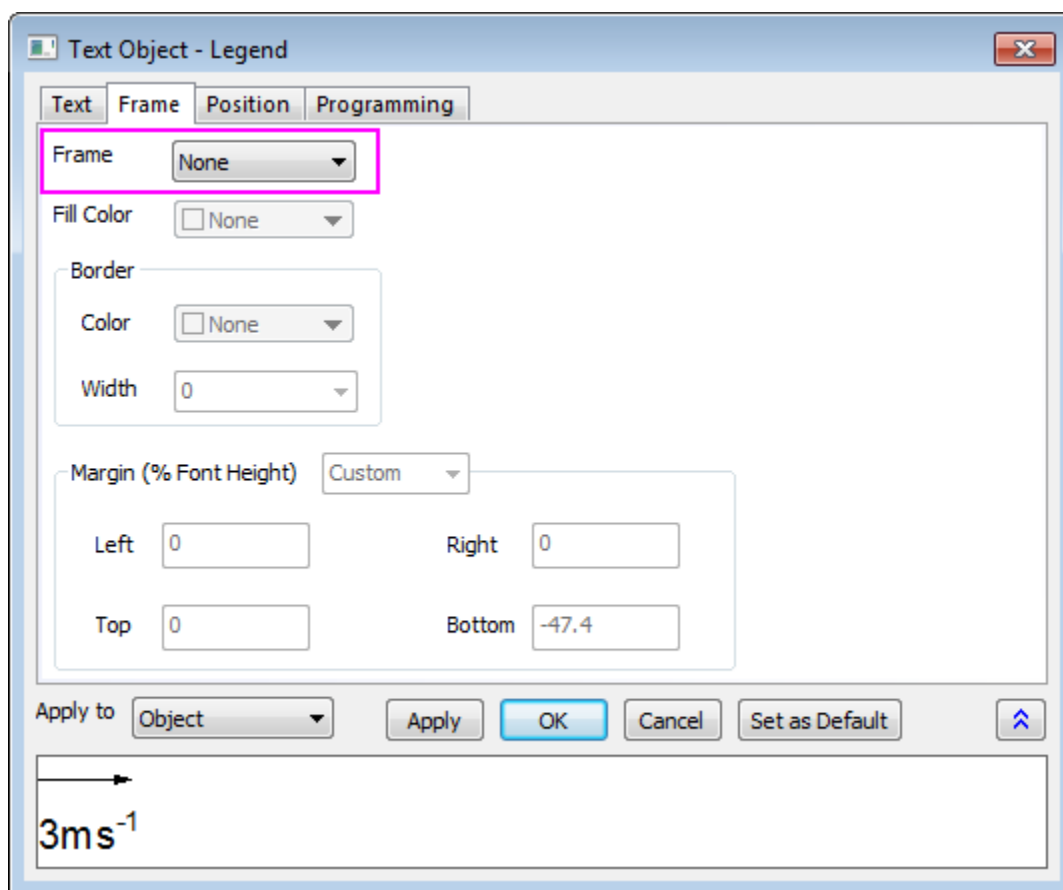 Text Object - Legend
Text Frame Position Programming
Frame None
Fill Color None
Border
Color None
Width 0
Margin (% Font Height) Custom
Left 0 Right 0
Top 0 Bottom -47.4
Apply to Object Apply OK Cancel Set as Default
3ms⁻¹